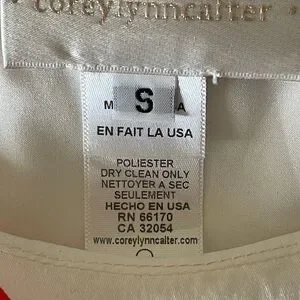 coreylynncalter
S
M A
EN FAIT LA USA
POLIESTER
DRY CLEAN ONLY
NETTOYER A SEC
SEULEMENT
HECHO EN USA
RN 66170
CA 32054
www.coreylynncalter.com